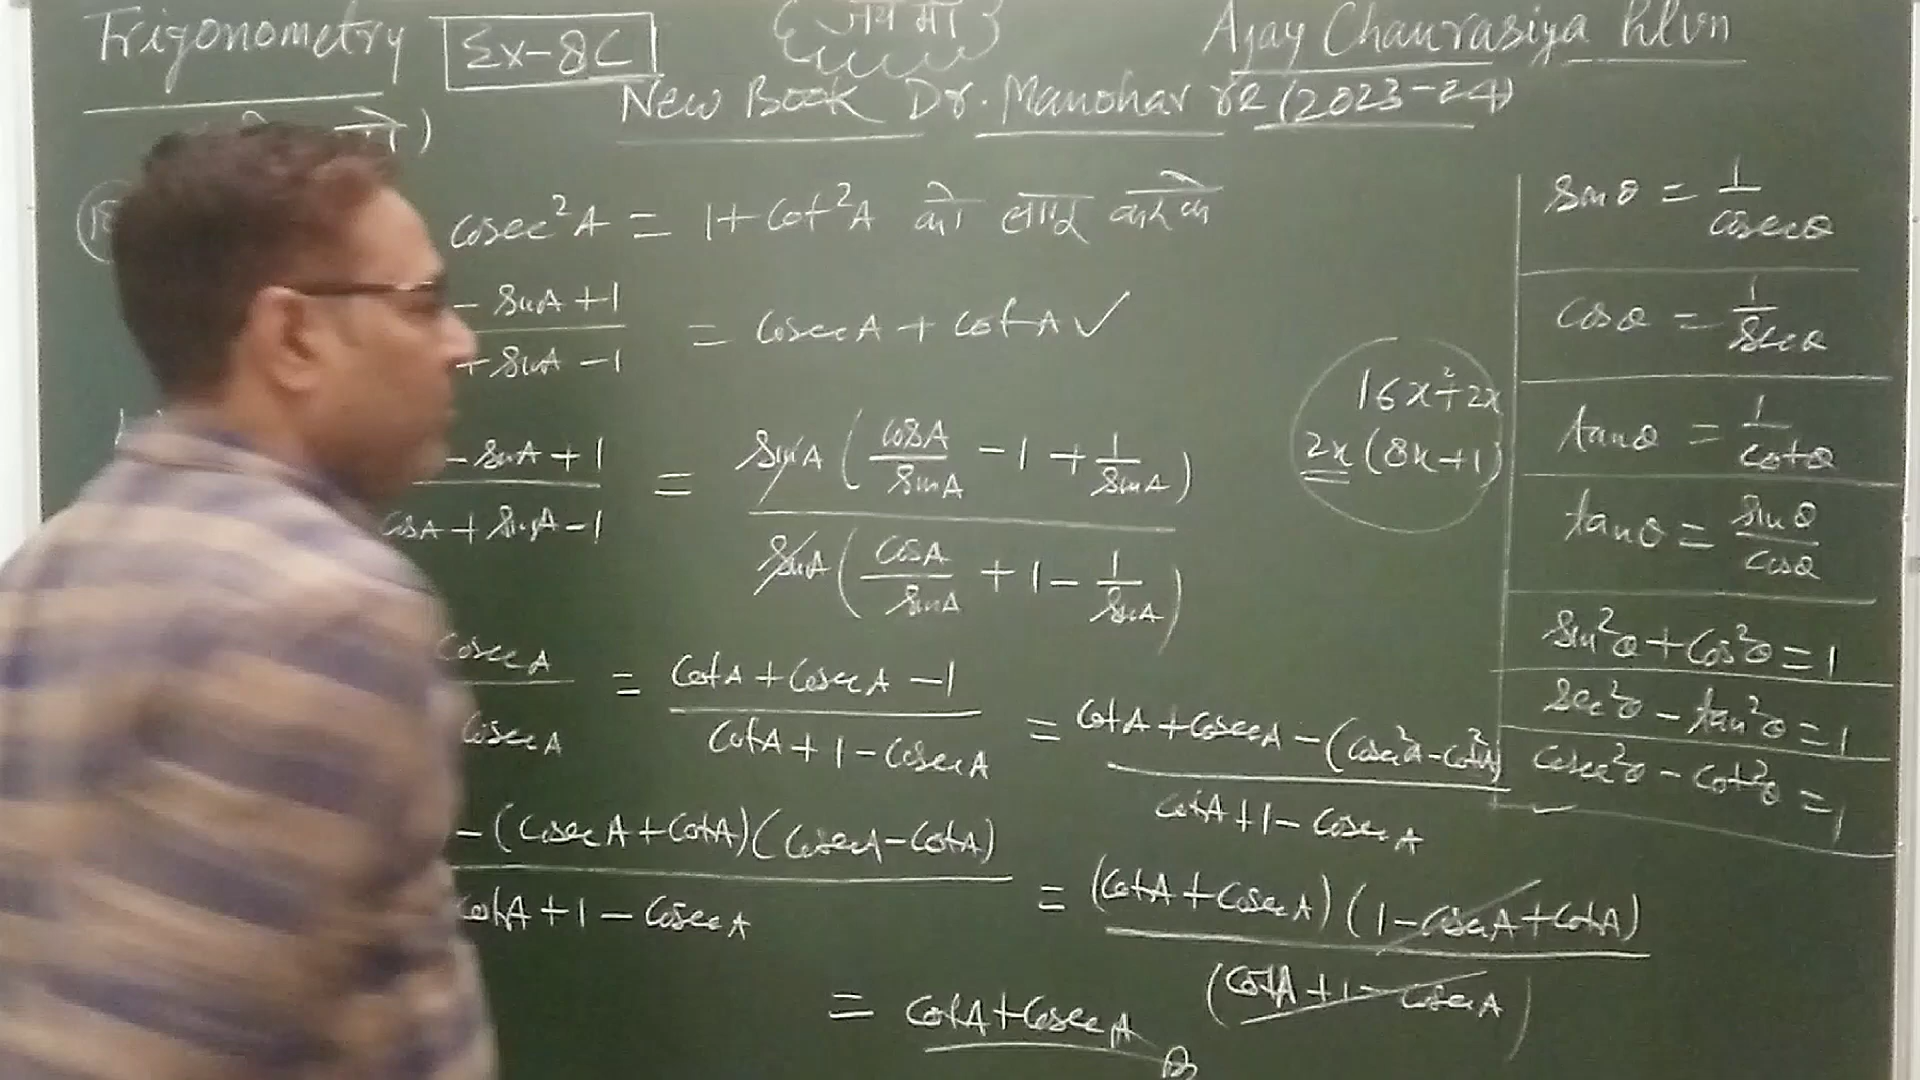 Trigonometry Ex-8C जय माँ Ajay Chaurasiya
New Book Dr. Manohar re (2023-24)
cosec²A = 1+cot²A को लागू करके
- sinA +1 = cosecA + cotA ✓
+ sinA -1
- sinA + 1 = sinA ( cosA/sinA - 1 + 1/sinA )
cosA + sinA - 1 sinA ( cosA/sinA + 1 - 1/sinA )
cosecA = cotA + cosecA - 1
cosecA cotA + 1 - cosecA
= cotA + cosecA - (cosec²A - cot²A)
cotA + 1 - cosecA
- (cosecA + cotA)(cosecA - cotA)
cotA + 1 - cosecA
= (cotA + cosecA) (1 - cosecA + cotA)
(cotA + 1 - cosecA)
= cotA + cosecA
16x²+2x
2x (8x+1)
sinθ = 1/cosecθ
cosθ = 1/secθ
tanθ = 1/cotθ
tanθ = sinθ/cosθ
sin²θ + cos²θ = 1
sec²θ - tan²θ = 1
cosec²θ - cot²θ = 1